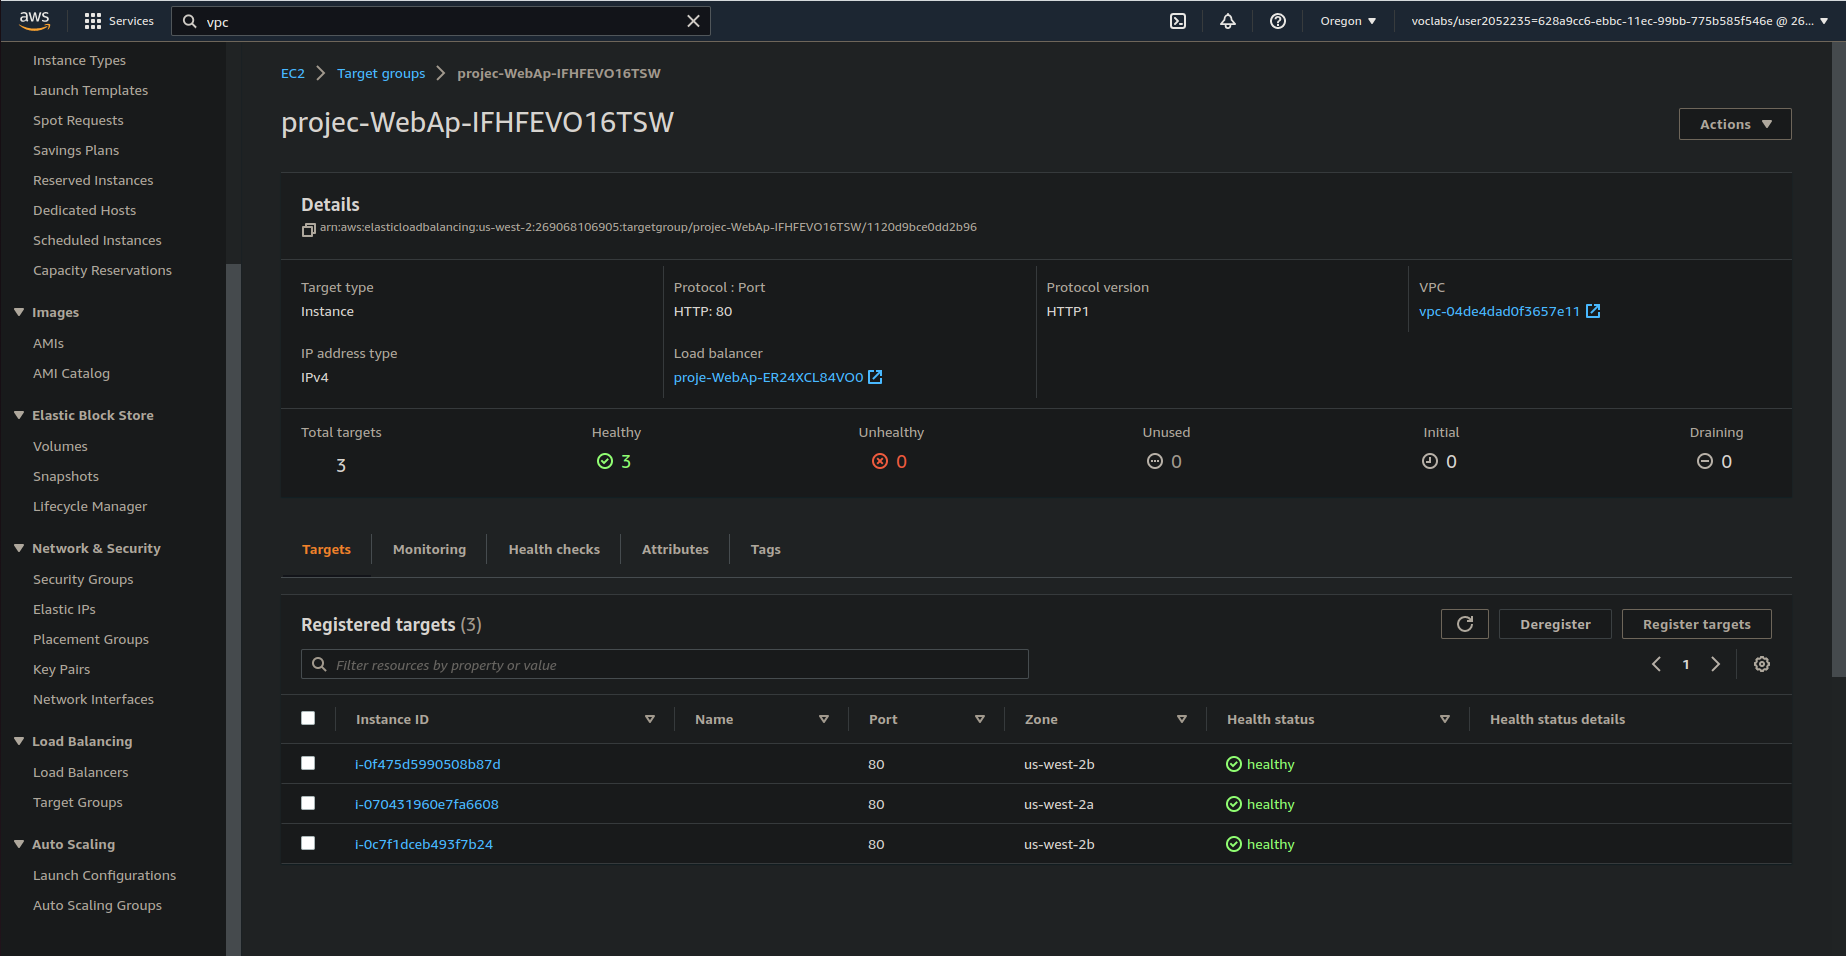 aws
Services
vpc
Oregon
voclabs/user2052235=628a9cc6-ebbc-11ec-99bb-775b585f546e @ 26...
Instance Types
Launch Templates
Spot Requests
Savings Plans
Reserved Instances
Dedicated Hosts
Scheduled Instances
Capacity Reservations
Images
AMIs
AMI Catalog
Elastic Block Store
Volumes
Snapshots
Lifecycle Manager
Network & Security
Security Groups
Elastic IPs
Placement Groups
Key Pairs
Network Interfaces
Load Balancing
Load Balancers
Target Groups
Auto Scaling
Launch Configurations
Auto Scaling Groups
EC2 > Target groups > projec-WebAp-IFHFEVO16TSW
projec-WebAp-IFHFEVO16TSW
Actions
Details
arn:aws:elasticloadbalancing:us-west-2:269068106905:targetgroup/projec-WebAp-IFHFEVO16TSW/1120d9bce0dd2b96
Target type
Instance
Protocol : Port
HTTP: 80
Protocol version
HTTP1
VPC
vpc-04de4dad0f3657e11
IP address type
IPv4
Load balancer
proje-WebAp-ER24XCL84VO0
Total targets
3
Healthy
3
Unhealthy
0
Unused
0
Initial
0
Draining
0
Targets Monitoring Health checks Attributes Tags
Registered targets (3)
Deregister
Register targets
Filter resources by property or value
1
Instance ID Name Port Zone Health status Health status details
i-0f475d5990508b87d 80 us-west-2b healthy
i-070431960e7fa6608 80 us-west-2a healthy
i-0c7f1dceb493f7b24 80 us-west-2b healthy